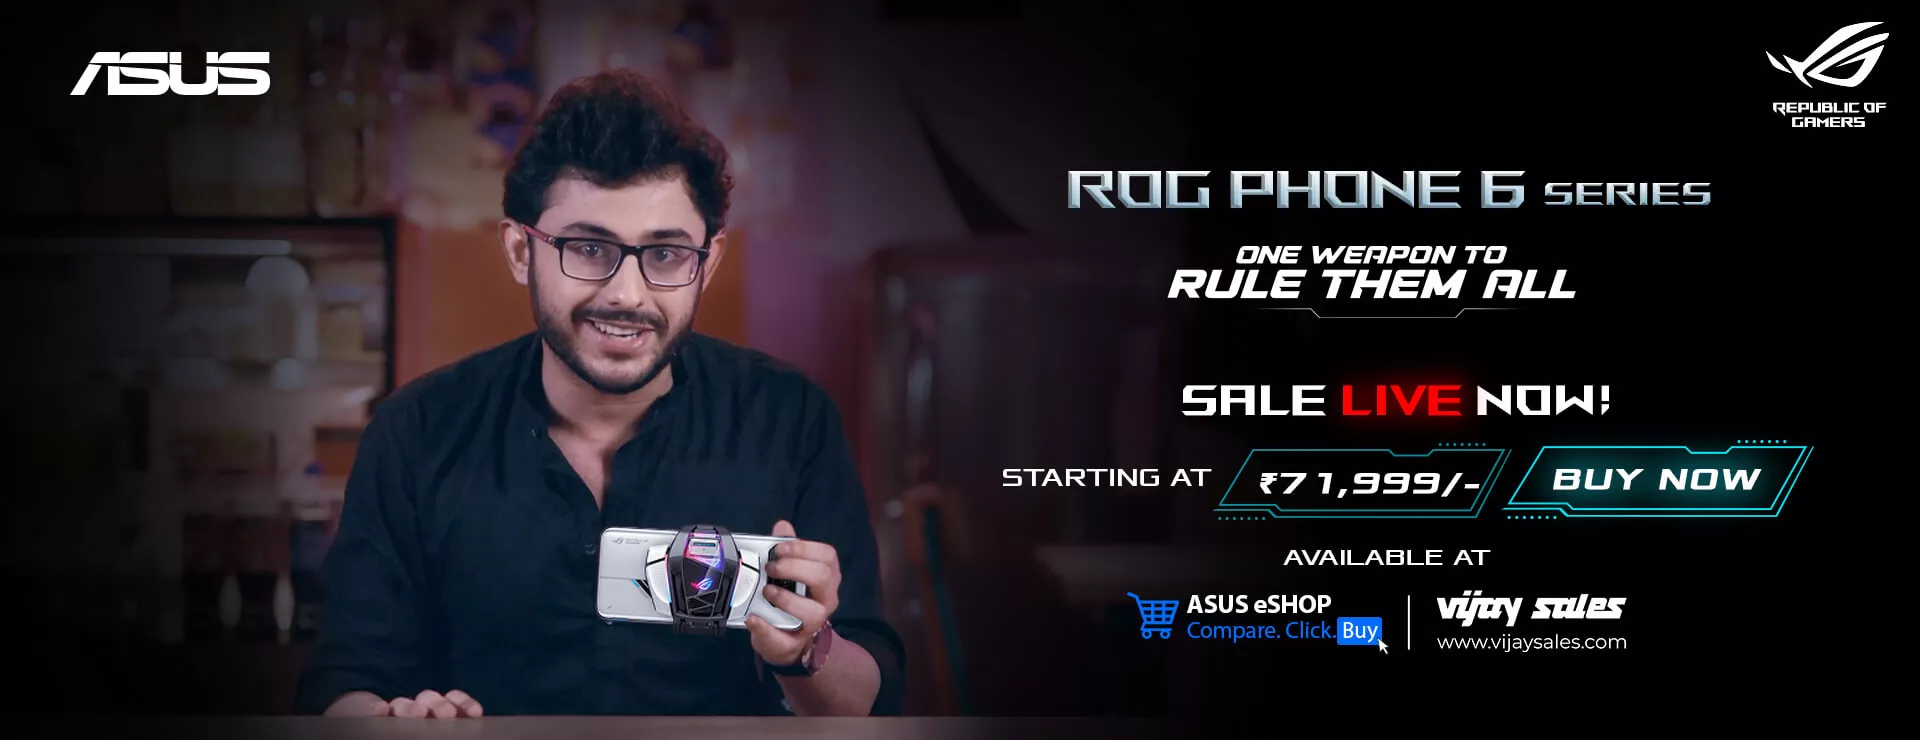 ASUS
REPUBLIC OF
GAMERS
ROG PHONE 6 SERIES
ONE WEAPON TO
RULE THEM ALL
SALE LIVE NOW!
STARTING AT ₹71,999/- BUY NOW
AVAILABLE AT
ASUS eSHOP
Compare. Click. Buy
vijay sales
www.vijaysales.com